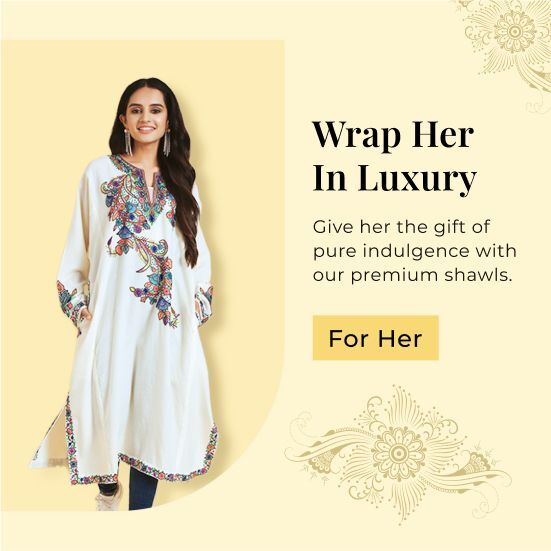 Wrap Her
In Luxury
Give her the gift of
pure indulgence with
our premium shawls.
For Her